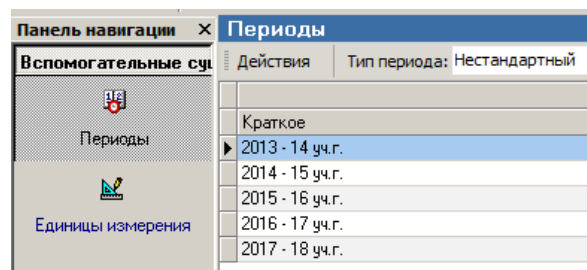 Панель навигации X Периоды
Вспомогательные сущ
Действия Тип периода: Нестандартный
Периоды
Краткое
2013 - 14 уч.г.
2014 - 15 уч.г.
2015 - 16 уч.г.
2016 - 17 уч.г.
2017 - 18 уч.г.
Единицы измерения